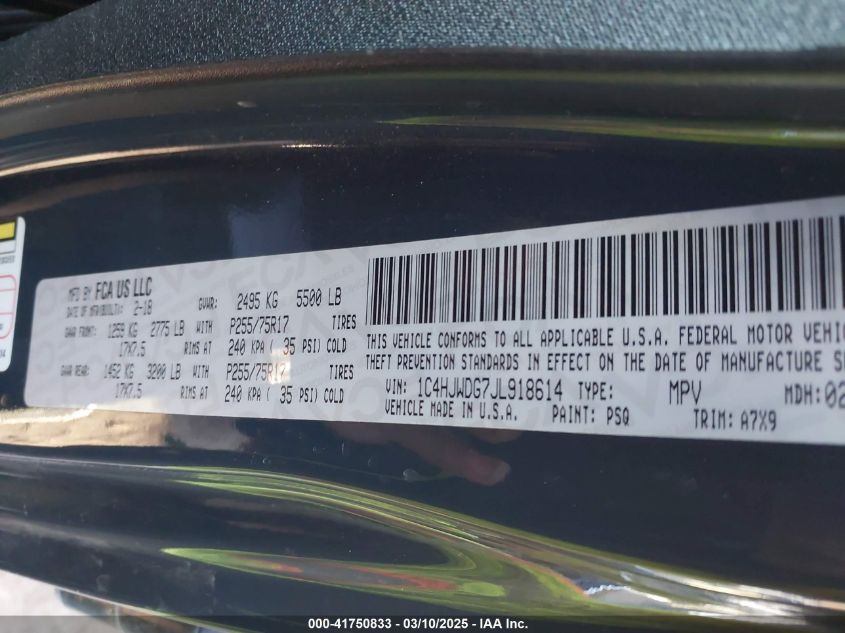 MFD BY FCA US LLC
DATE OF MFR(BUILT): 2-18 GVWR: 2495 KG 5500 LB
GAWR FRONT: 1259 KG 2775 LB WITH P255/75R17 TIRES
17X7.5 RIMS AT 240 KPA ( 35 PSI) COLD
GAWR REAR: 1452 KG 3200 LB WITH P255/75R17 TIRES
17X7.5 RIMS AT 240 KPA ( 35 PSI) COLD
THIS VEHICLE CONFORMS TO ALL APPLICABLE U.S.A. FEDERAL MOTOR VEHIC
THEFT PREVENTION STANDARDS IN EFFECT ON THE DATE OF MANUFACTURE S
VIN: 1C4HJWDG7JL918614 TYPE: MPV MDH: 02
VEHICLE MADE IN U.S.A. PAINT: PSQ TRIM: A7X9
000-41750833 - 03/10/2025 - IAA Inc.